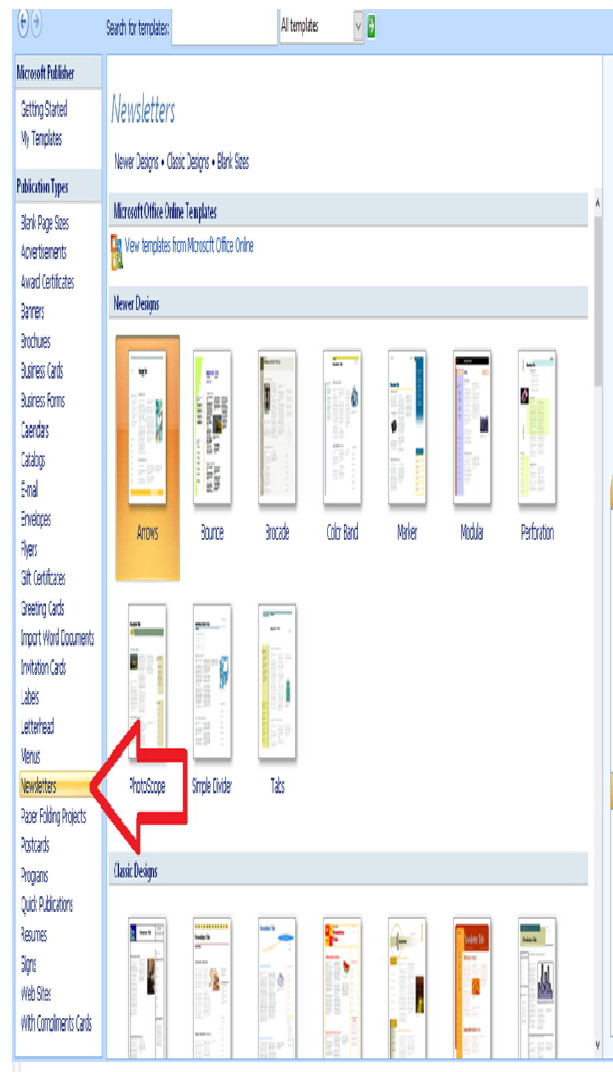 Search for templates:
All templates
Microsoft Publisher
Getting Started
My Templates
Publication Types
Blank Page Sizes
Advertisements
Award Certificates
Banners
Brochures
Business Cards
Business Forms
Calendars
Catalogs
E-mail
Envelopes
Flyers
Gift Certificates
Greeting Cards
Import Word Documents
Invitation Cards
Labels
Letterhead
Menus
Newsletters
Paper Folding Projects
Postcards
Programs
Quick Publications
Resumes
Signs
Web Sites
With Compliments Cards
Newsletters
Newer Designs • Classic Designs • Blank Sizes
Microsoft Office Online Templates
View templates from Microsoft Office Online
Newer Designs
Arrows
Bounce
Brocade
Color Band
Marker
Modular
Perforation
PhotoScope
Simple Divider
Tabs
Classic Designs